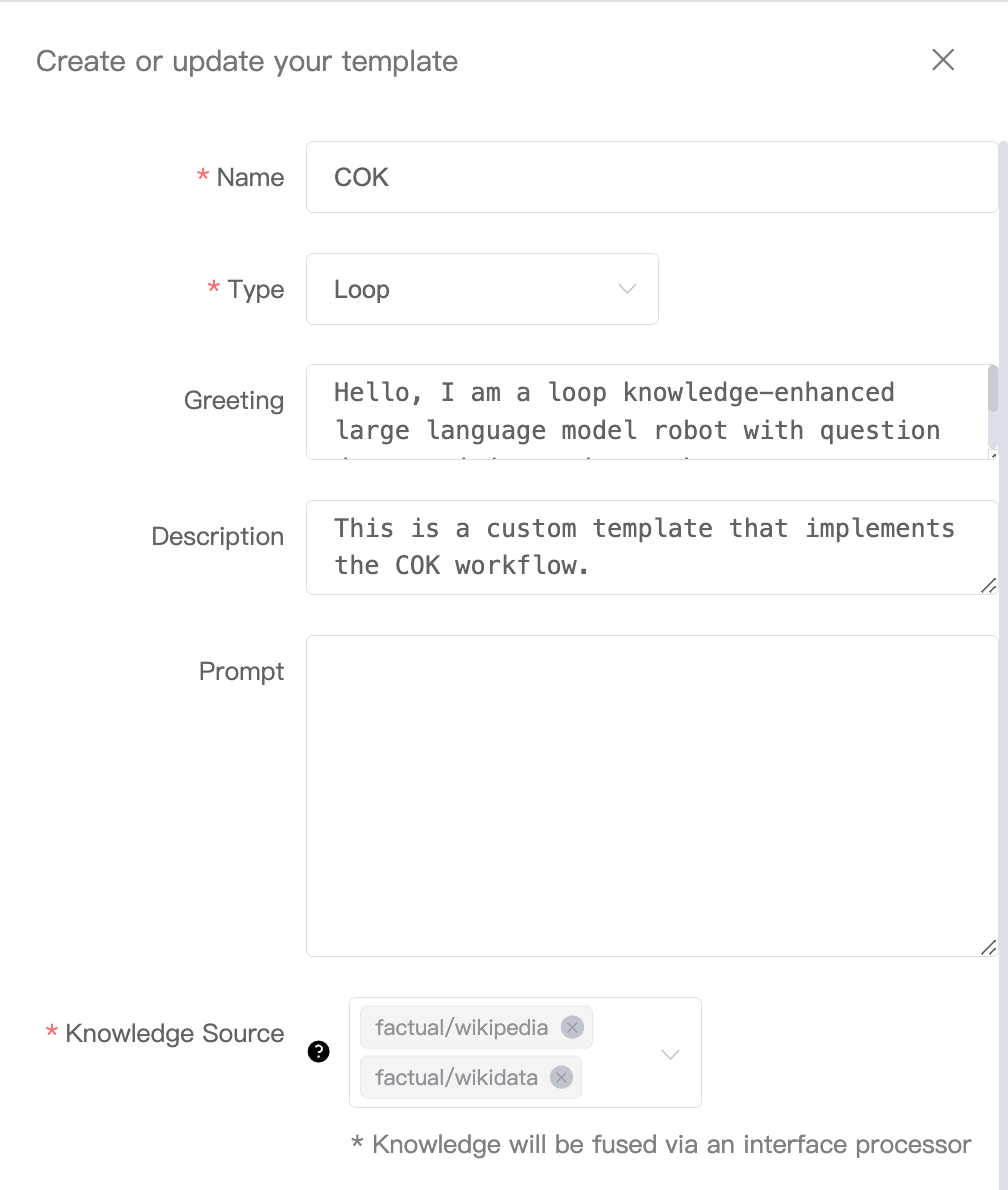 Create or update your template
* Name
COK
* Type
Loop
Greeting
Hello, I am a loop knowledge-enhanced
large language model robot with question
Description
This is a custom template that implements
the COK workflow.
Prompt
* Knowledge Source
?
factual/wikipedia
factual/wikidata
* Knowledge will be fused via an interface processor